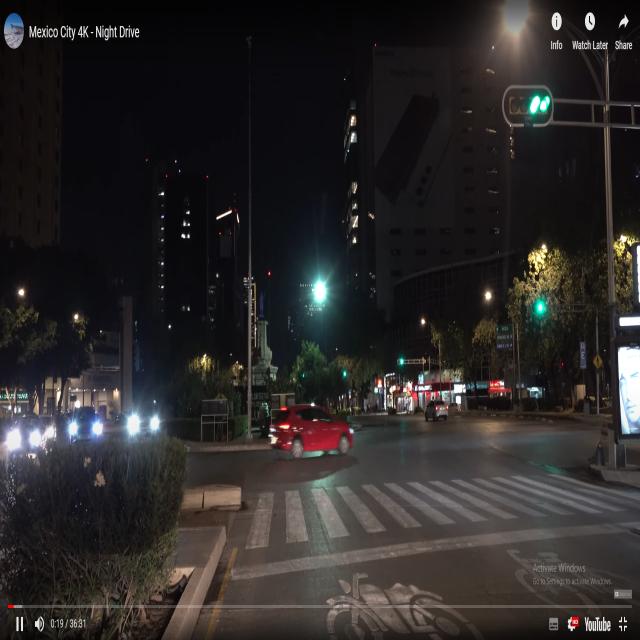 Mexico City 4K - Night Drive
Info
Watch Later
Share
Activate Windows
Go to Settings to activate Windows.
0:19 / 36:31
YouTube